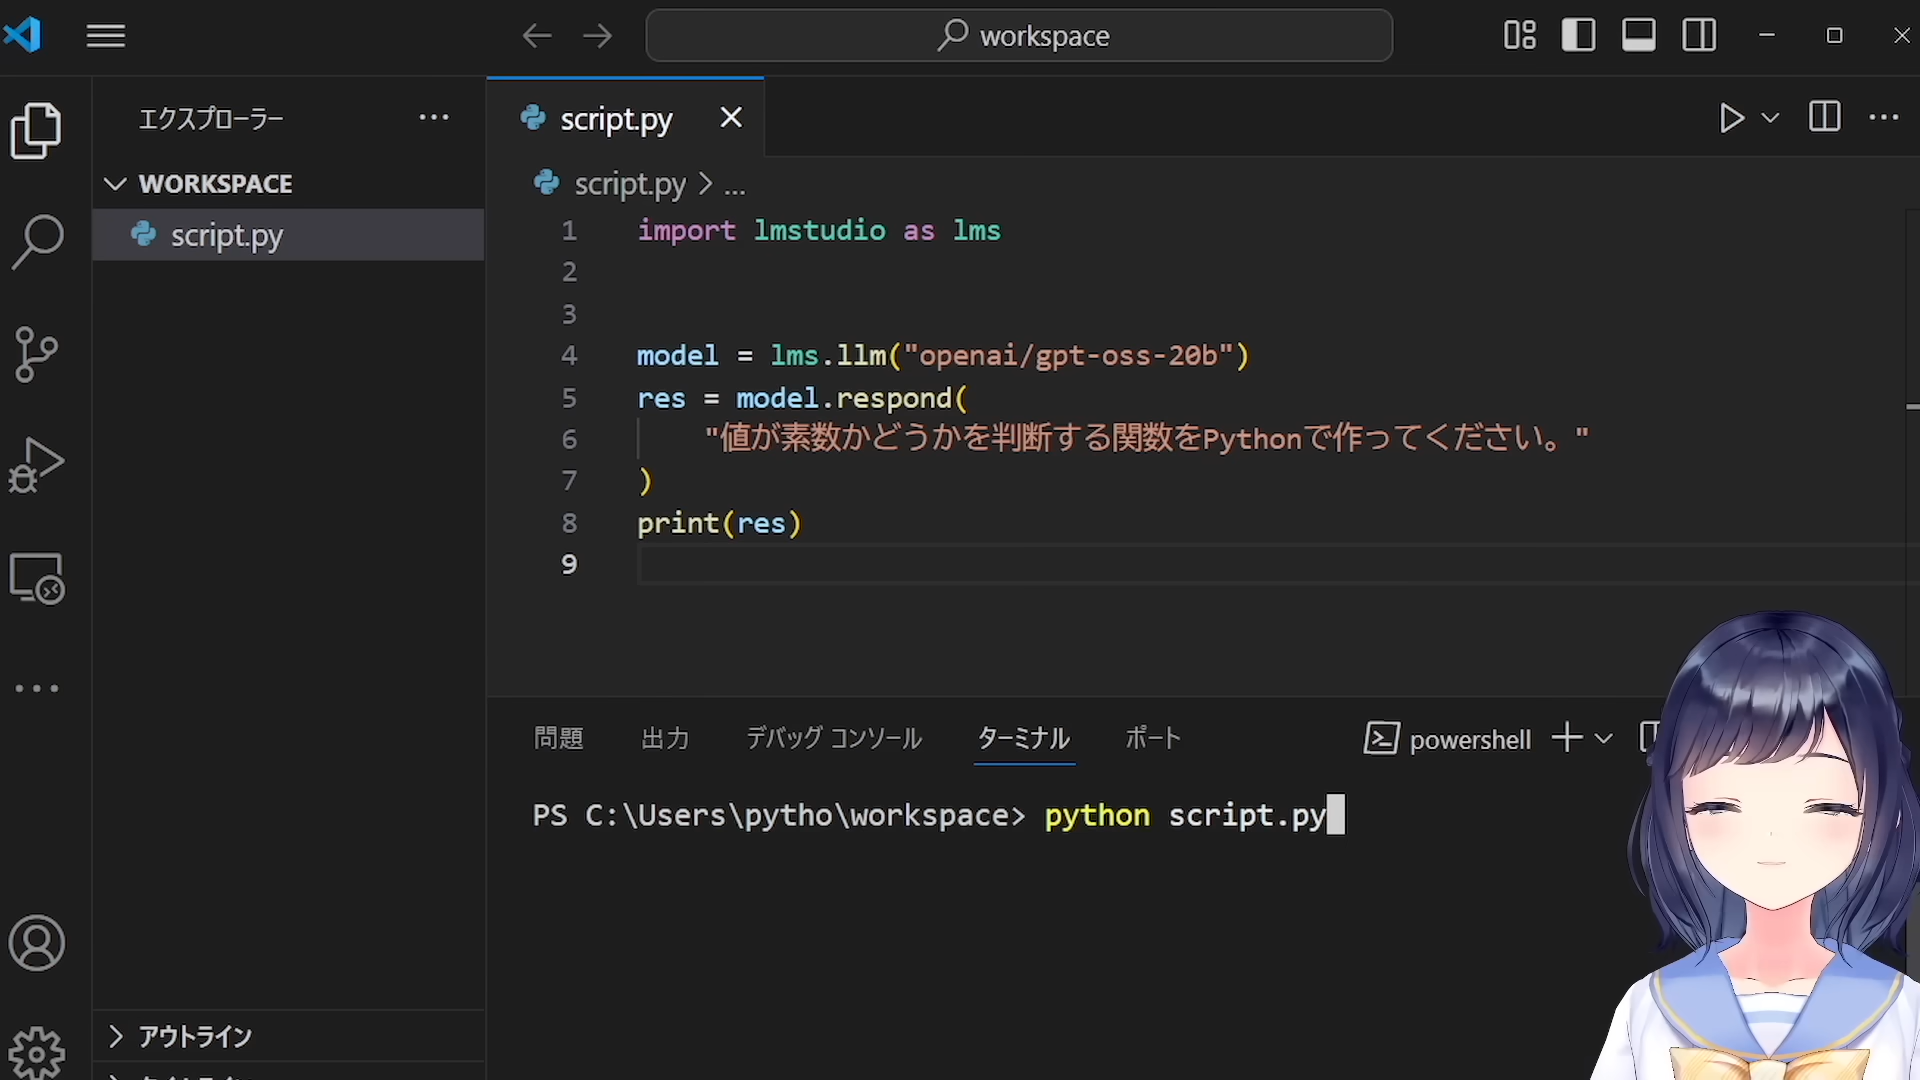 workspace
エクスプローラー
WORKSPACE
script.py
script.py
script.py > ...
1 import lmstudio as lms
2
3
4 model = lms.llm("openai/gpt-oss-20b")
5 res = model.respond(
6 "値が素数かどうかを判断する関数をPythonで作ってください。"
7 )
8 print(res)
9
問題 出力 デバッグ コンソール ターミナル ポート powershell
PS C:\Users\pytho\workspace> python script.py
アウトライン